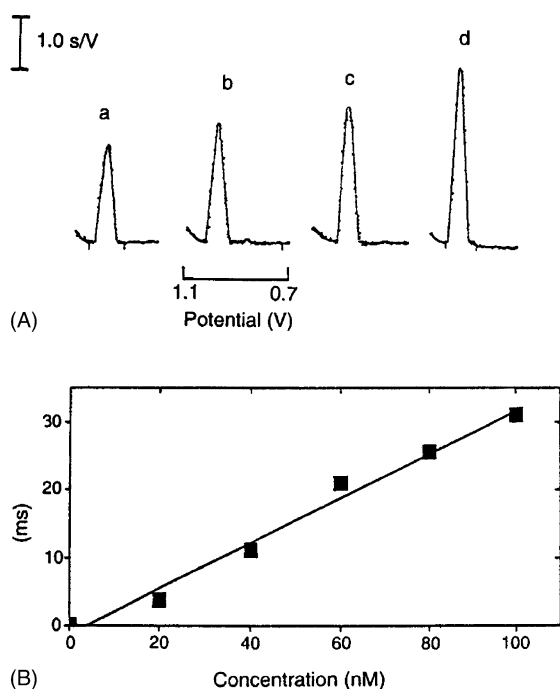 1.0 s/V
a
b
c
d
1.1
0.7
Potential (V)
(A)
30
20
10
0
(ms)
0
20
40
60
80
100
Concentration (nM)
(B)